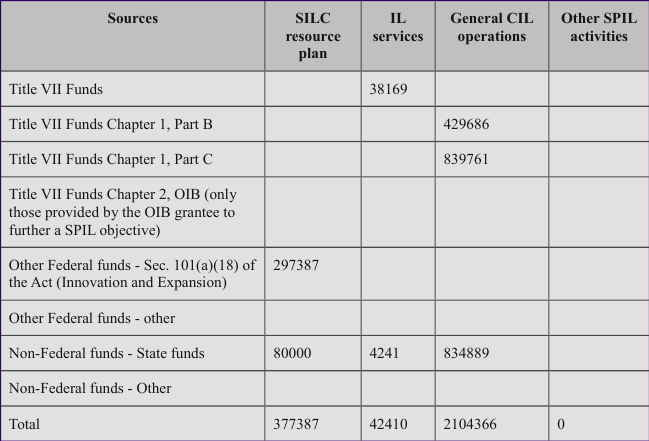 Sources SILC resource plan IL services General CIL operations Other SPIL activities
Title VII Funds 38169
Title VII Funds Chapter 1, Part B 429686
Title VII Funds Chapter 1, Part C 839761
Title VII Funds Chapter 2, OIB (only
those provided by the OIB grantee to
further a SPIL objective)
Other Federal funds - Sec. 101(a)(18) of 297387
the Act (Innovation and Expansion)
Other Federal funds - other
Non-Federal funds - State funds 80000 4241 834889
Non-Federal funds - Other
Total 377387 42410 2104366 0